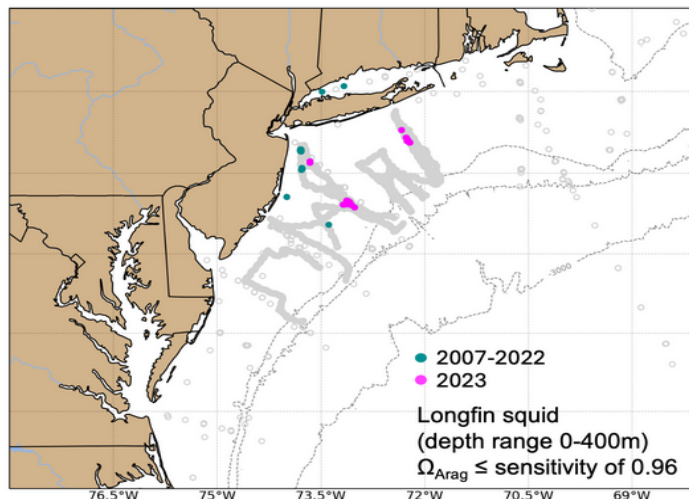 3000
2007-2022
2023
Longfin squid
(depth range 0-400m)
Ω_Arag ≤ sensitivity of 0.96
76.5°W 75°W 73.5°W 72°W 70.5°W 69°W